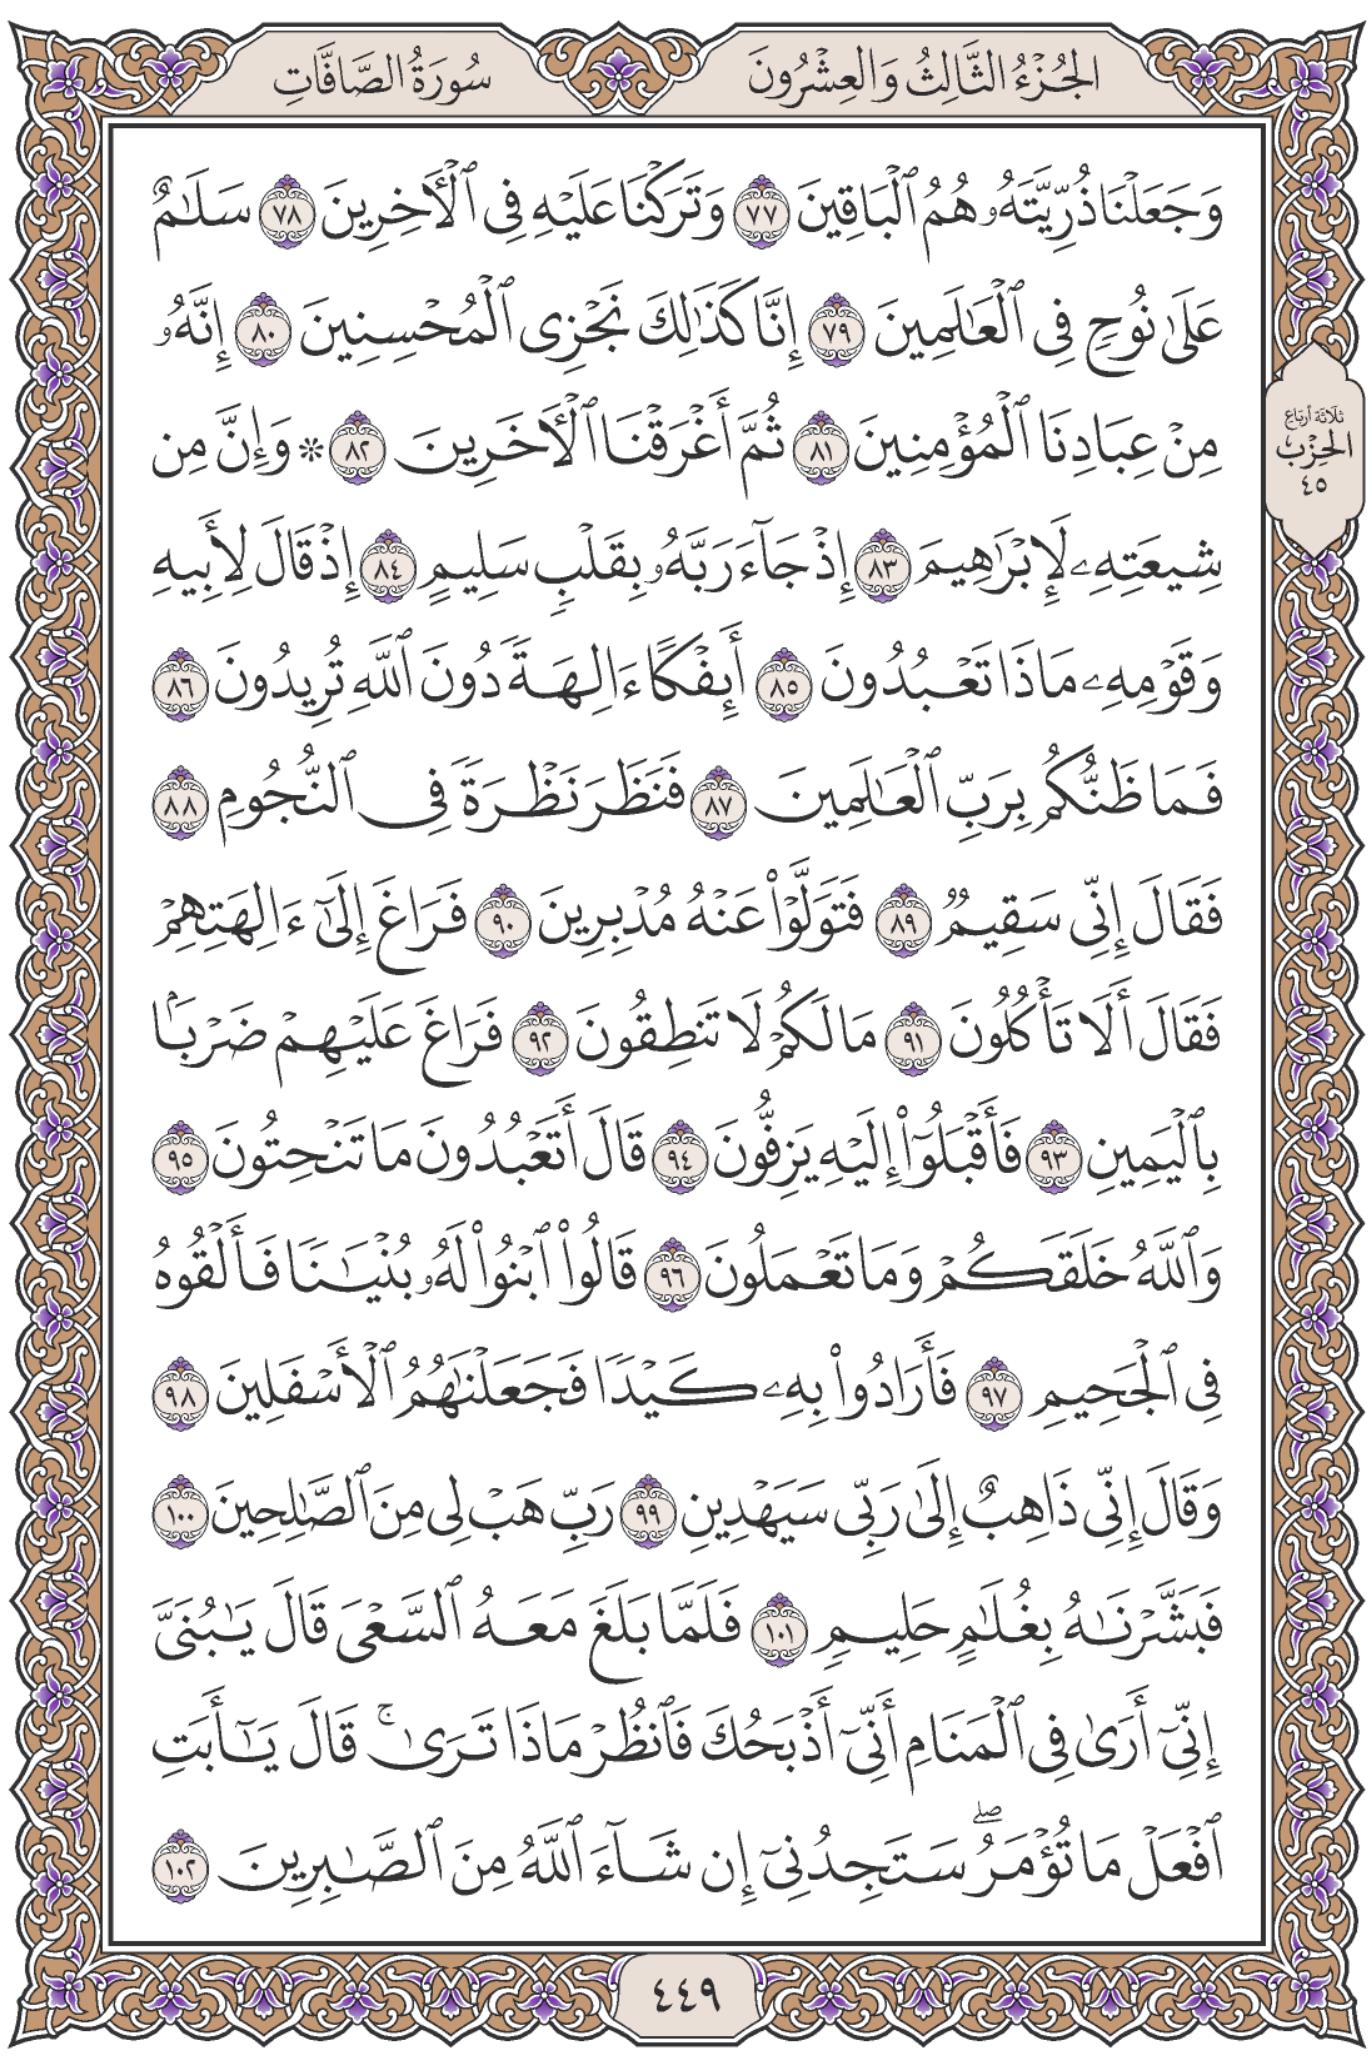 الجُزْءُ الثَّالِثُ وَالعِشْرُونَ
سُورَةُ الصَّافَّاتِ
وَجَعَلْنَا ذُرِّيَّتَهُۥ هُمُ ٱلْبَاقِينَ ٧٧ وَتَرَكْنَا عَلَيْهِ فِى ٱلْـَٔاخِرِينَ ٧٨ سَلَـٰمٌ
عَلَىٰ نُوحٍ فِى ٱلْعَـٰلَمِينَ ٧٩ إِنَّا كَذَٰلِكَ نَجْزِى ٱلْمُحْسِنِينَ ٨٠ إِنَّهُۥ
مِنْ عِبَادِنَا ٱلْمُؤْمِنِينَ ٨١ ثُمَّ أَغْرَقْنَا ٱلْـَٔاخَرِينَ ٨٢ * وَإِنَّ مِن
ثلاثة أرباع
الحِزْب
٤٥
شِيعَتِهِۦ لَإِبْرَٰهِيمَ ٨٣ إِذْ جَآءَ رَبَّهُۥ بِقَلْبٍ سَلِيمٍ ٨٤ إِذْ قَالَ لِأَبِيهِ
وَقَوْمِهِۦ مَاذَا تَعْبُدُونَ ٨٥ أَئِفْكًا ءَالِهَةً دُونَ ٱللَّهِ تُرِيدُونَ ٨٦
فَمَا ظَنُّكُم بِرَبِّ ٱلْعَـٰلَمِينَ ٨٧ فَنَظَرَ نَظْرَةً فِى ٱلنُّجُومِ ٨٨
فَقَالَ إِنِّى سَقِيمٌ ٨٩ فَتَوَلَّوْا۟ عَنْهُ مُدْبِرِينَ ٩٠ فَرَاغَ إِلَىٰٓ ءَالِهَتِهِمْ
فَقَالَ أَلَا تَأْكُلُونَ ٩١ مَا لَكُمْ لَا تَنطِقُونَ ٩٢ فَرَاغَ عَلَيْهِمْ ضَرْبًۢا
بِٱلْيَمِينِ ٩٣ فَأَقْبَلُوٓا۟ إِلَيْهِ يَزِفُّونَ ٩٤ قَالَ أَتَعْبُدُونَ مَا تَنْحِتُونَ ٩٥
وَٱللَّهُ خَلَقَكُمْ وَمَا تَعْمَلُونَ ٩٦ قَالُوا۟ ٱبْنُوا۟ لَهُۥ بُنْيَـٰنًا فَأَلْقُوهُ
فِى ٱلْجَحِيمِ ٩٧ فَأَرَادُوا۟ بِهِۦ كَيْدًا فَجَعَلْنَـٰهُمُ ٱلْأَسْفَلِينَ ٩٨
وَقَالَ إِنِّى ذَاهِبٌ إِلَىٰ رَبِّى سَيَهْدِينِ ٩٩ رَبِّ هَبْ لِى مِنَ ٱلصَّـٰلِحِينَ ١٠٠
فَبَشَّرْنَـٰهُ بِغُلَـٰمٍ حَلِيمٍ ١٠١ فَلَمَّا بَلَغَ مَعَهُ ٱلسَّعْىَ قَالَ يَـٰبُنَىَّ
إِنِّىٓ أَرَىٰ فِى ٱلْمَنَامِ أَنِّىٓ أَذْبَحُكَ فَٱنظُرْ مَاذَا تَرَىٰ ۚ قَالَ يَـٰٓأَبَتِ
ٱفْعَلْ مَا تُؤْمَرُ ۖ سَتَجِدُنِىٓ إِن شَآءَ ٱللَّهُ مِنَ ٱلصَّـٰبِرِينَ ١٠٢
٤٤٩